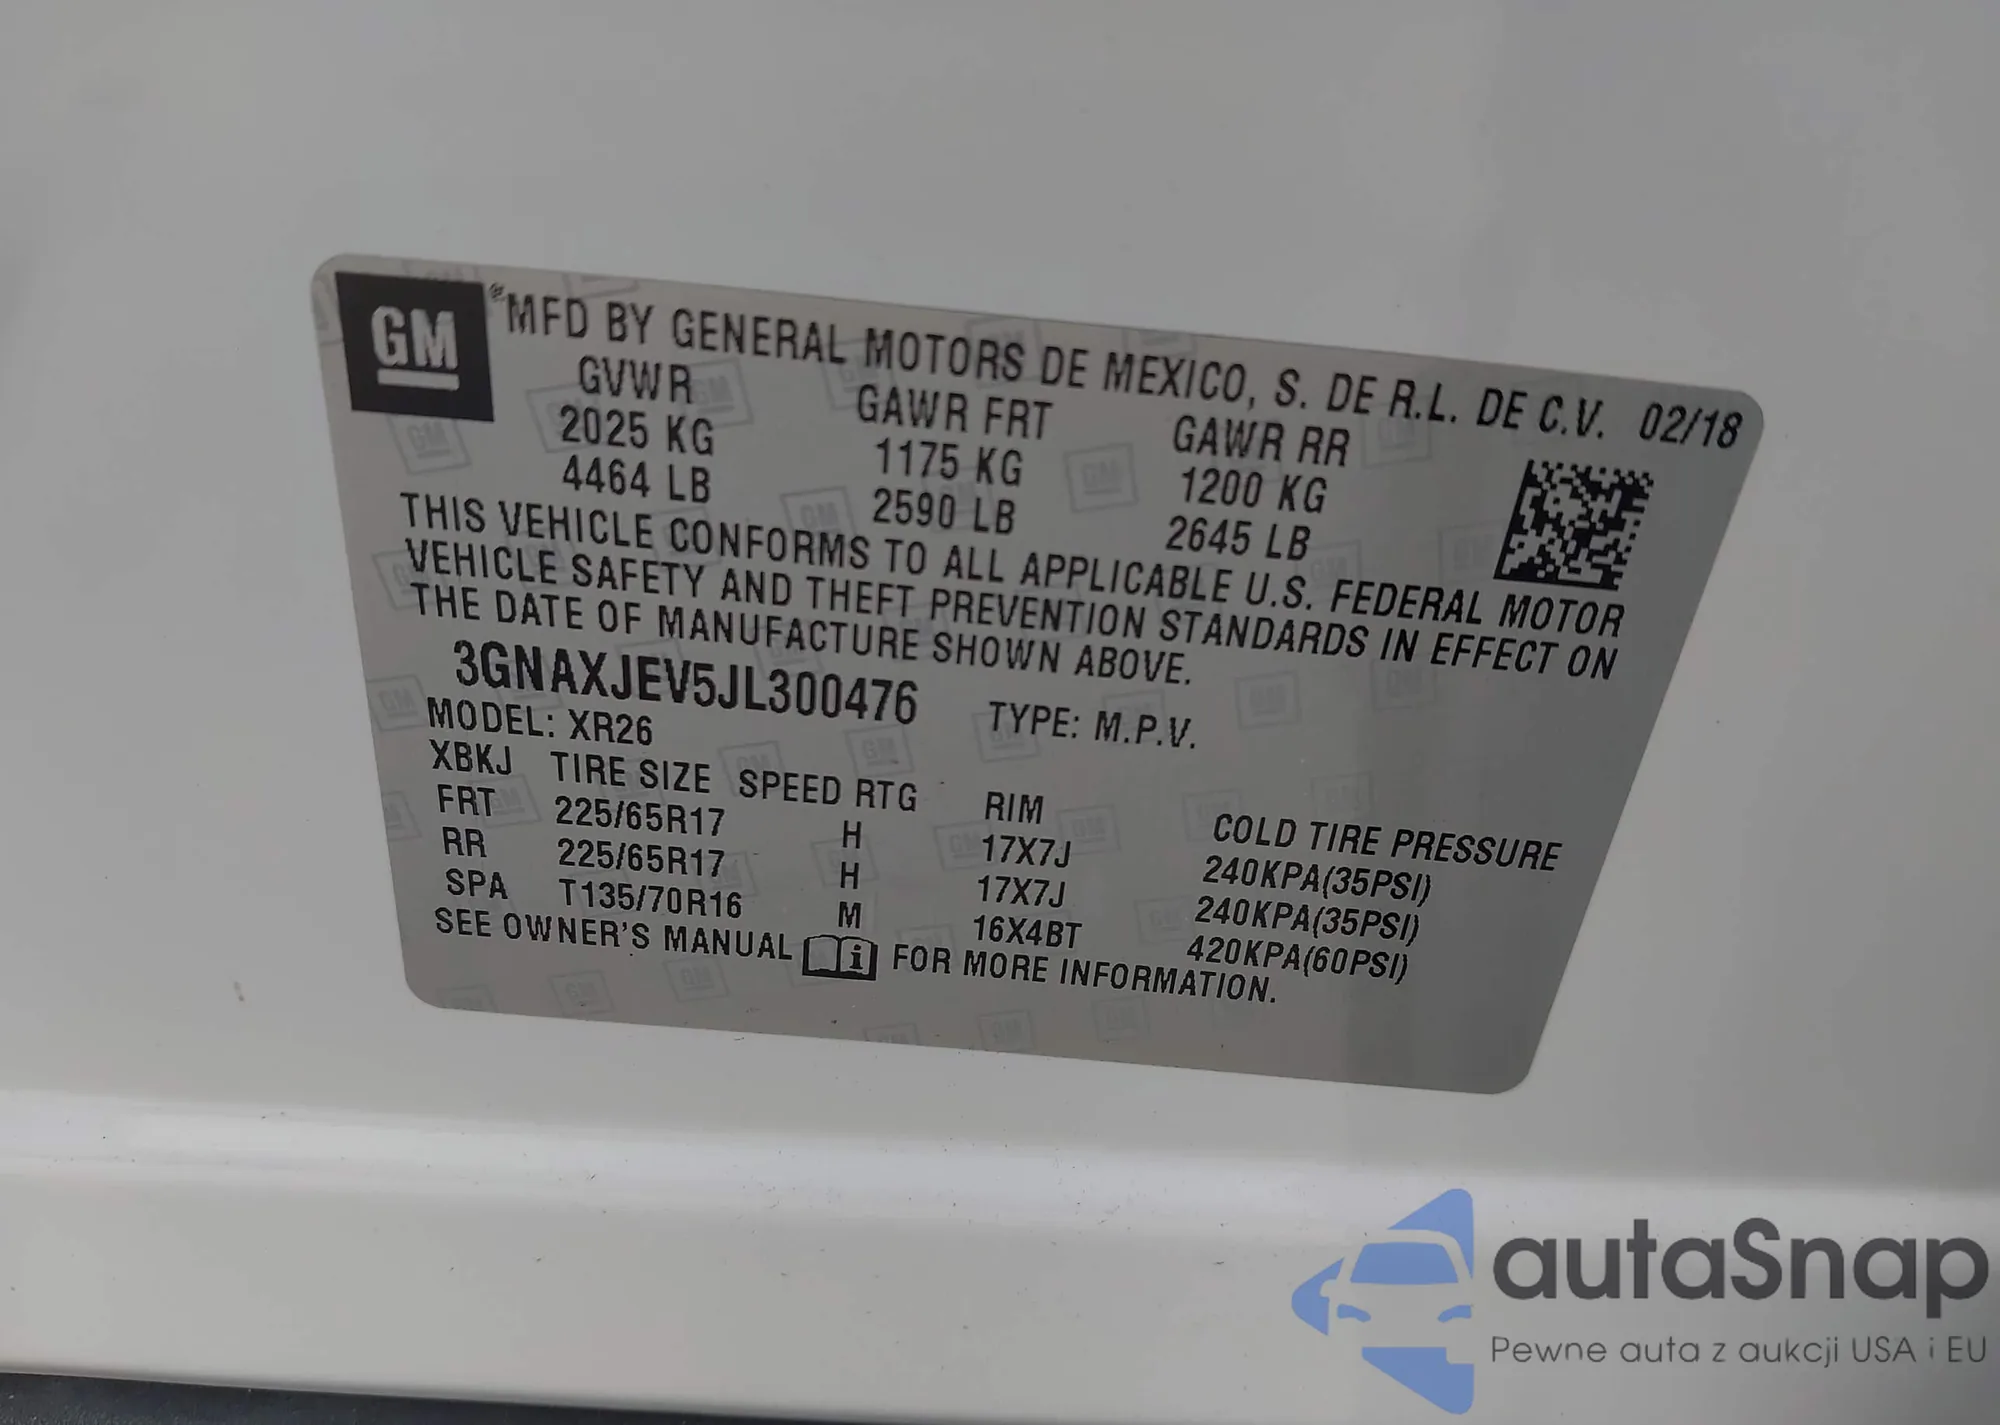 GM
® MFD BY GENERAL MOTORS DE MEXICO, S. DE R.L. DE C.V. 02/18
GVWR GAWR FRT GAWR RR
2025 KG 1175 KG 1200 KG
4464 LB 2590 LB 2645 LB
THIS VEHICLE CONFORMS TO ALL APPLICABLE U.S. FEDERAL MOTOR
VEHICLE SAFETY AND THEFT PREVENTION STANDARDS IN EFFECT ON
THE DATE OF MANUFACTURE SHOWN ABOVE.
3GNAXJEV5JL300476 TYPE: M.P.V.
MODEL: XR26
XBKJ TIRE SIZE SPEED RTG RIM COLD TIRE PRESSURE
FRT 225/65R17 H 17X7J 240KPA(35PSI)
RR 225/65R17 H 17X7J 240KPA(35PSI)
SPA T135/70R16 M 16X4BT 420KPA(60PSI)
SEE OWNER'S MANUAL i FOR MORE INFORMATION.
autaSnap
Pewne auta z aukcji USA i EU